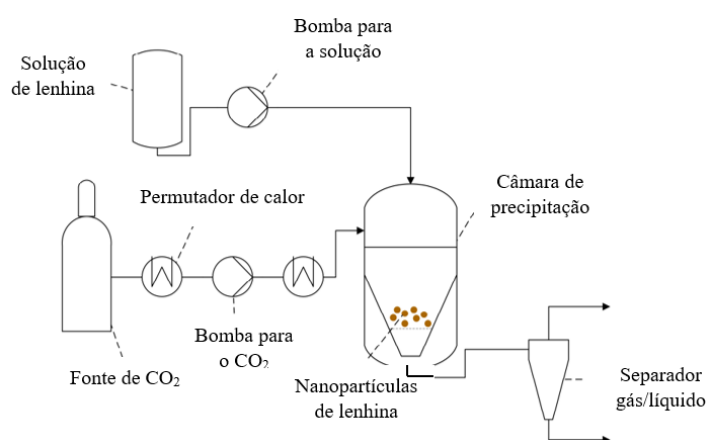 Bomba para
a solução
Solução
de lenhina
Permutador de calor
Câmara de
precipitação
Bomba para
o CO₂
Fonte de CO₂
Nanopartículas
de lenhina
Separador
gás/líquido